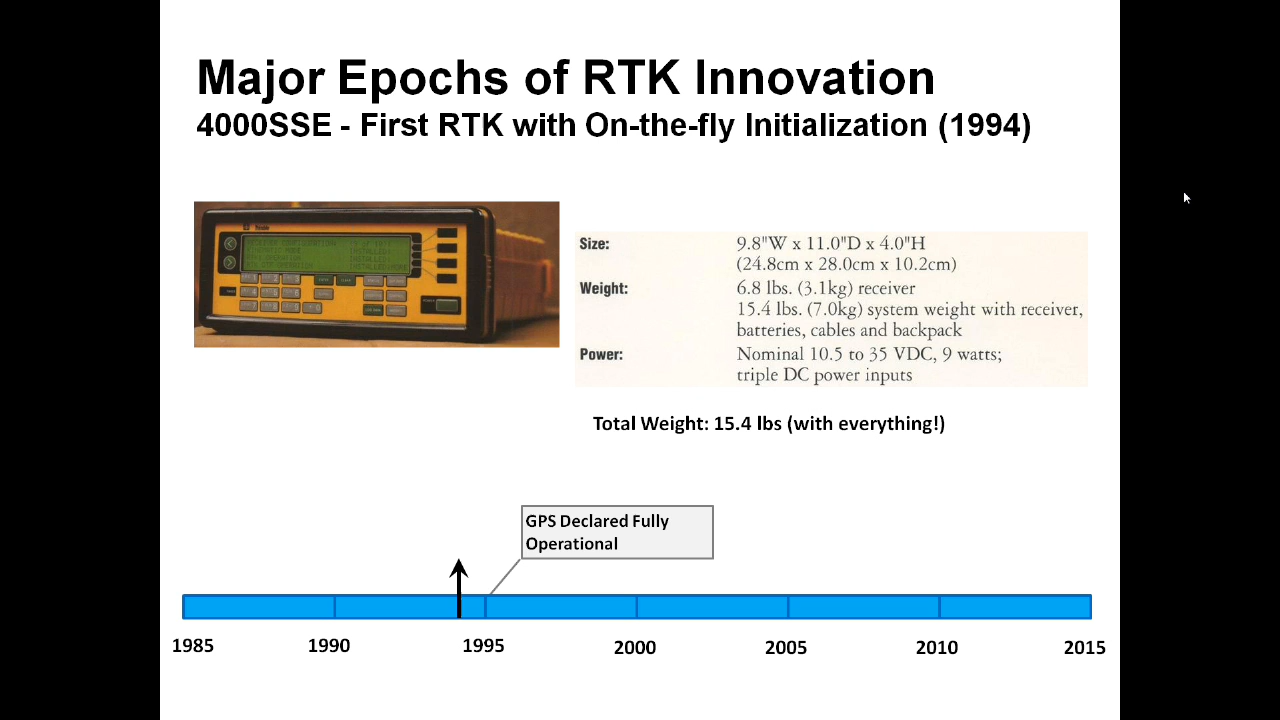 Major Epochs of RTK Innovation
4000SSE - First RTK with On-the-fly Initialization (1994)
Size: 9.8"W x 11.0"D x 4.0"H
(24.8cm x 28.0cm x 10.2cm)
Weight: 6.8 lbs. (3.1kg) receiver
15.4 lbs. (7.0kg) system weight with receiver,
batteries, cables and backpack
Power: Nominal 10.5 to 35 VDC, 9 watts;
triple DC power inputs
Total Weight: 15.4 lbs (with everything!)
GPS Declared Fully
Operational
1985 1990 1995 2000 2005 2010 2015